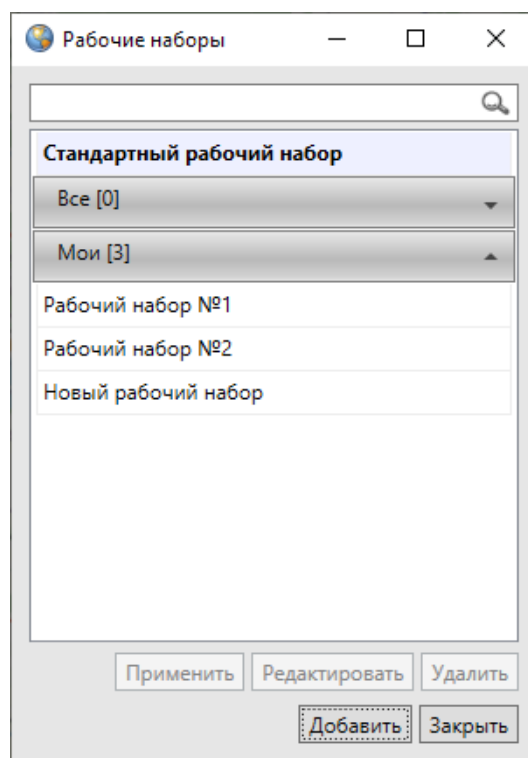 Рабочие наборы
Стандартный рабочий набор
Все [0]
Мои [3]
Рабочий набор №1
Рабочий набор №2
Новый рабочий набор
Применить Редактировать Удалить
Добавить Закрыть